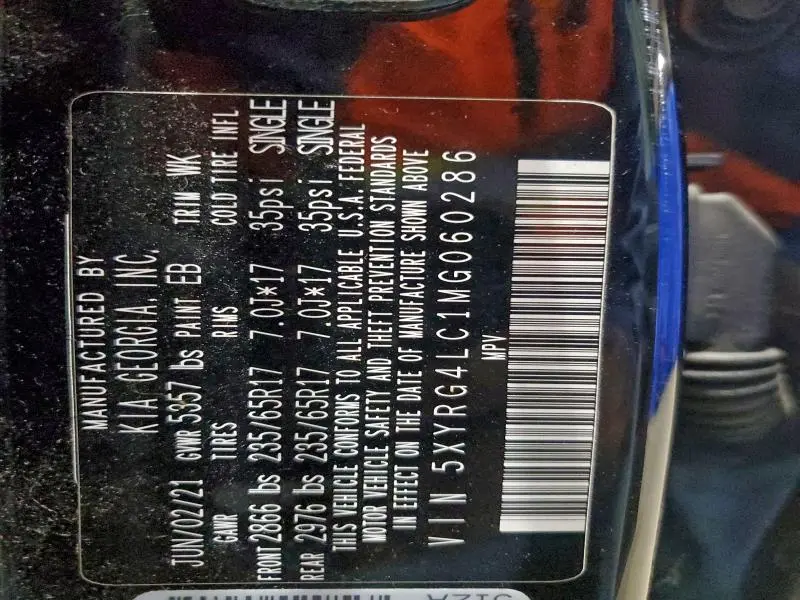 MANUFACTURED BY
KIA GEORGIA, INC.
JUN/02/21 GVWR 5357 lbs PAINT EB TRIM WK
GAWR TIRES RIMS COLD TIRE INFL
FRONT 2866 lbs 235/65R17 7.0J*17 35psi SINGLE
REAR 2976 lbs 235/65R17 7.0J*17 35psi SINGLE
THIS VEHICLE CONFORMS TO ALL APPLICABLE U.S.A. FEDERAL
MOTOR VEHICLE SAFETY AND THEFT PREVENTION STANDARDS
IN EFFECT ON THE DATE OF MANUFACTURE SHOWN ABOVE
VIN 5XYRG4LC1MG060286
MPV